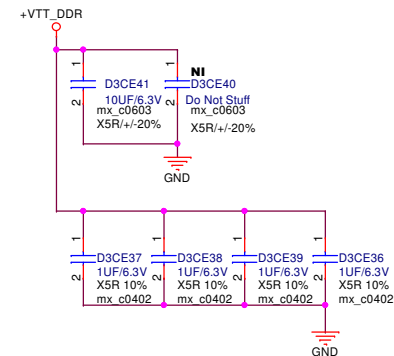 +VTT_DDR
1
1
NI
D3CE41
D3CE40
10UF/6.3V
Do Not Stuff
2
2
mx_c0603
mx_c0603
X5R/+/-20%
X5R/+/-20%
GND
1
1
1
1
D3CE37
D3CE38
D3CE39
D3CE36
1UF/6.3V
1UF/6.3V
1UF/6.3V
1UF/6.3V
2
2
2
2
X5R 10%
X5R 10%
X5R 10%
X5R 10%
mx_c0402
mx_c0402
mx_c0402
mx_c0402
GND